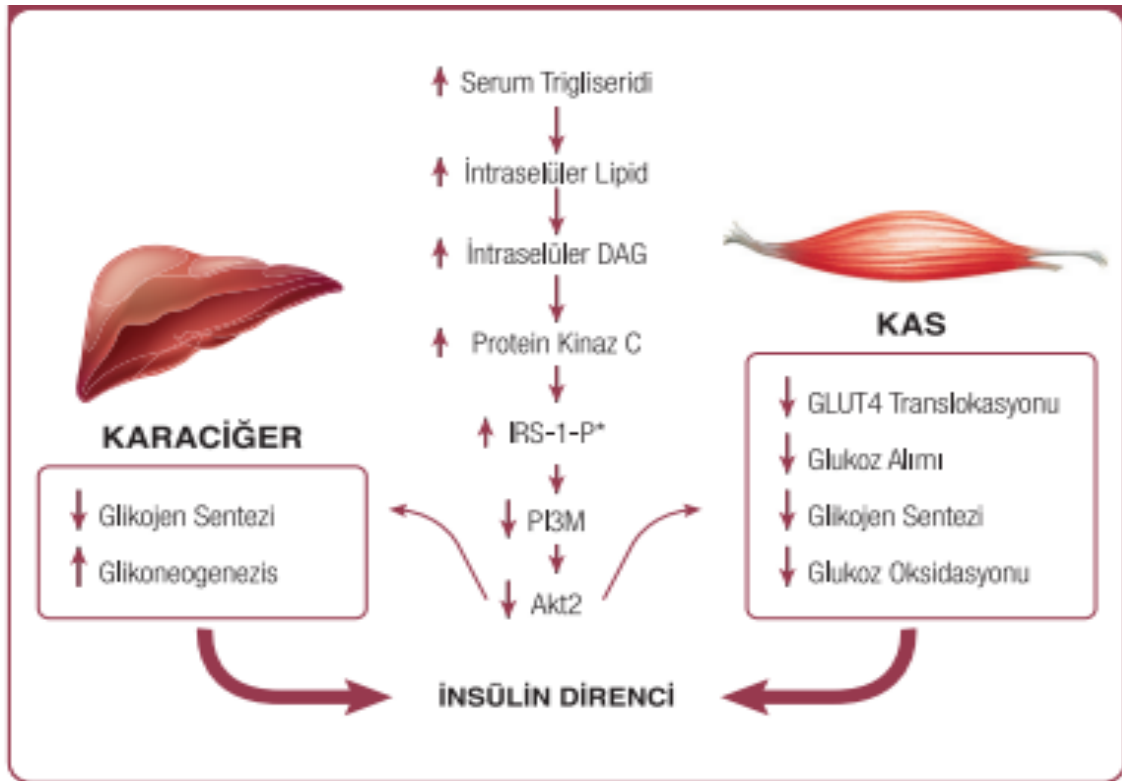 Serum Trigliseridi
İntraselüler Lipid
İntraselüler DAG
Protein Kinaz C
IRS-1-P*
PI3M
Akt2
KARACİĞER
Glikojen Sentezi
Glikoneogenezis
KAS
GLUT4 Translokasyonu
Glukoz Alımı
Glikojen Sentezi
Glukoz Oksidasyonu
İNSÜLİN DİRENCİ